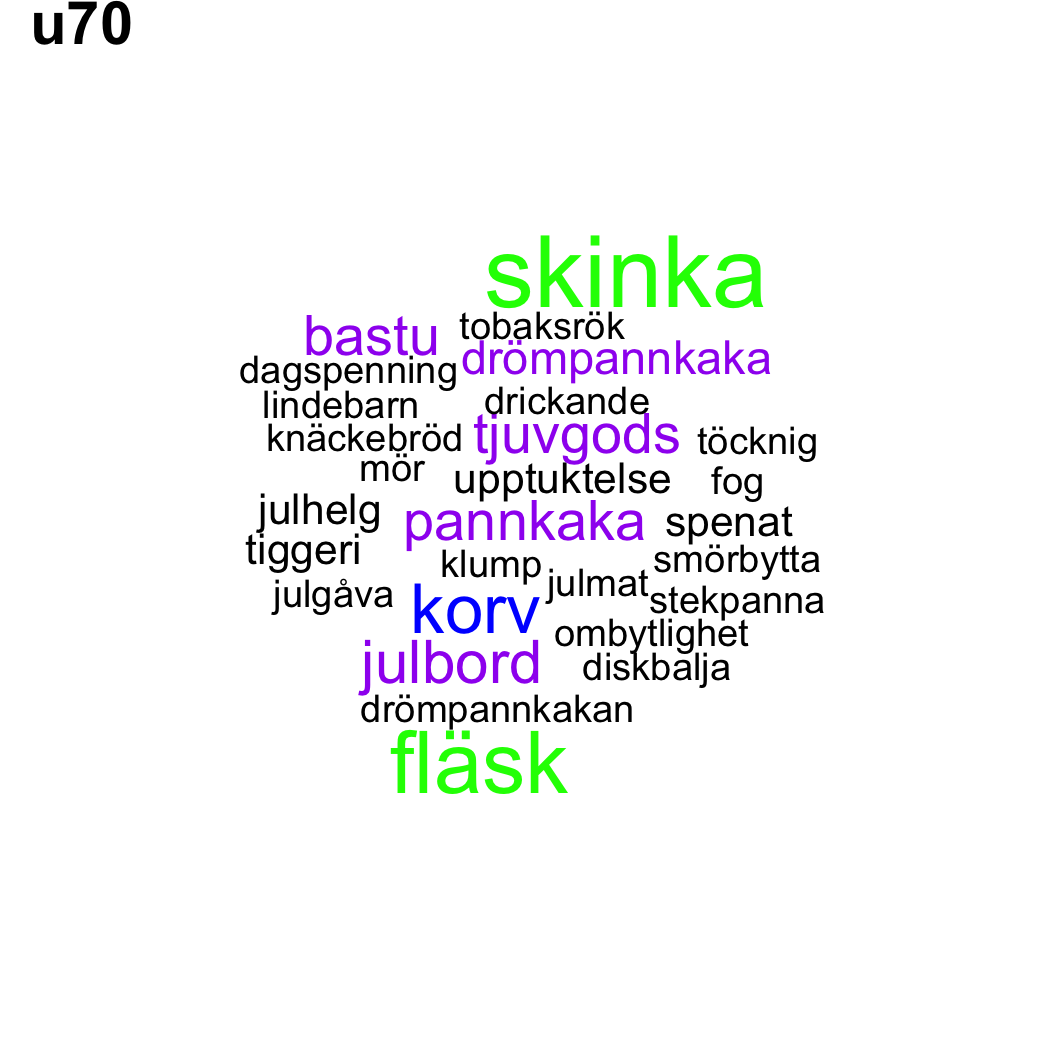 u70
skinka
bastu
tobaksrök
drömpannkaka
dagspenning
lindebarn
drickande
knäckebröd
tjuvgods
töcknig
mör
upptuktelse
fog
julhelg
pannkaka
spenat
tiggeri
klump
smörbytta
julgåva
korv
julmat
stekpanna
ombytlighet
julbord
diskbalja
drömpannkakan
fläsk